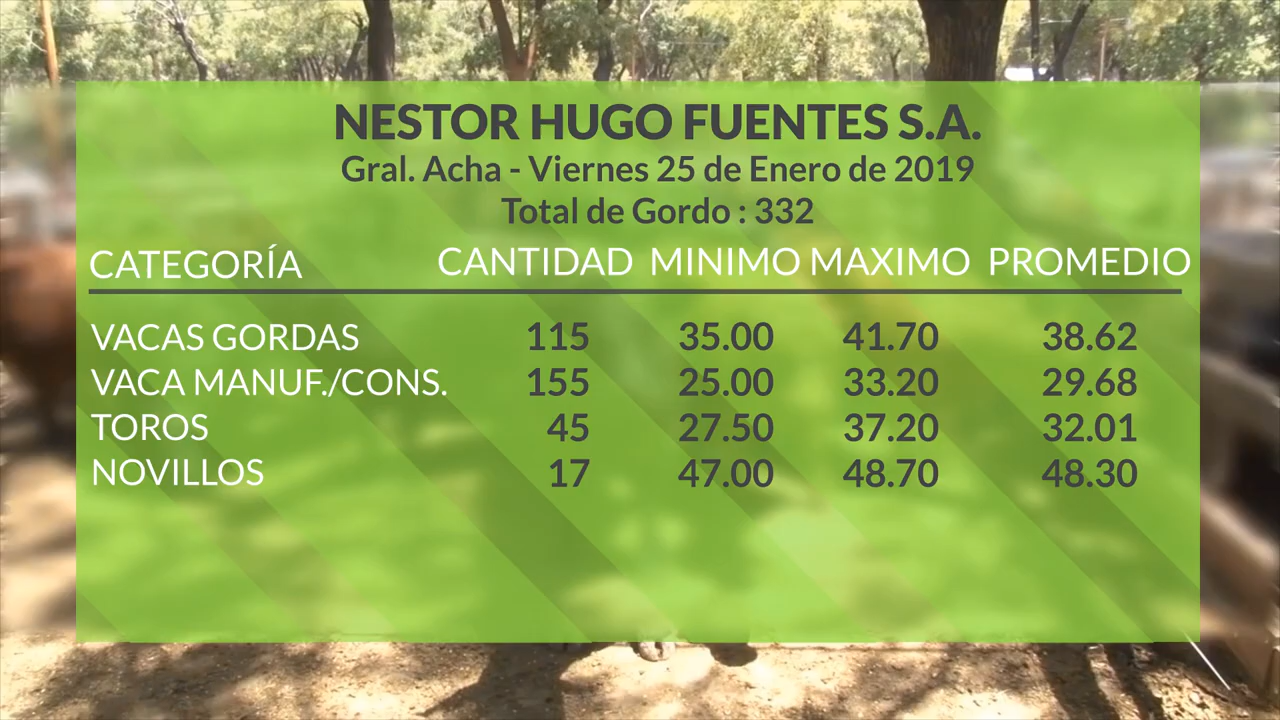 NESTOR HUGO FUENTES S.A.
Gral. Acha - Viernes 25 de Enero de 2019
Total de Gordo : 332
CATEGORÍA CANTIDAD MINIMO MAXIMO PROMEDIO
VACAS GORDAS 115 35.00 41.70 38.62
VACA MANUF./CONS. 155 25.00 33.20 29.68
TOROS 45 27.50 37.20 32.01
NOVILLOS 17 47.00 48.70 48.30